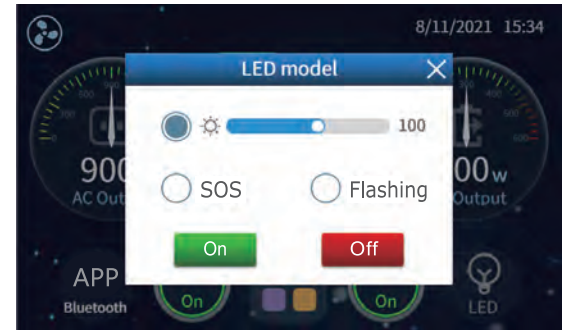 8/11/2021 15:34
LED model
100
SOS
Flashing
On
Off
900
00w
AC Out
Output
APP
Bluetooth
On
On
LED